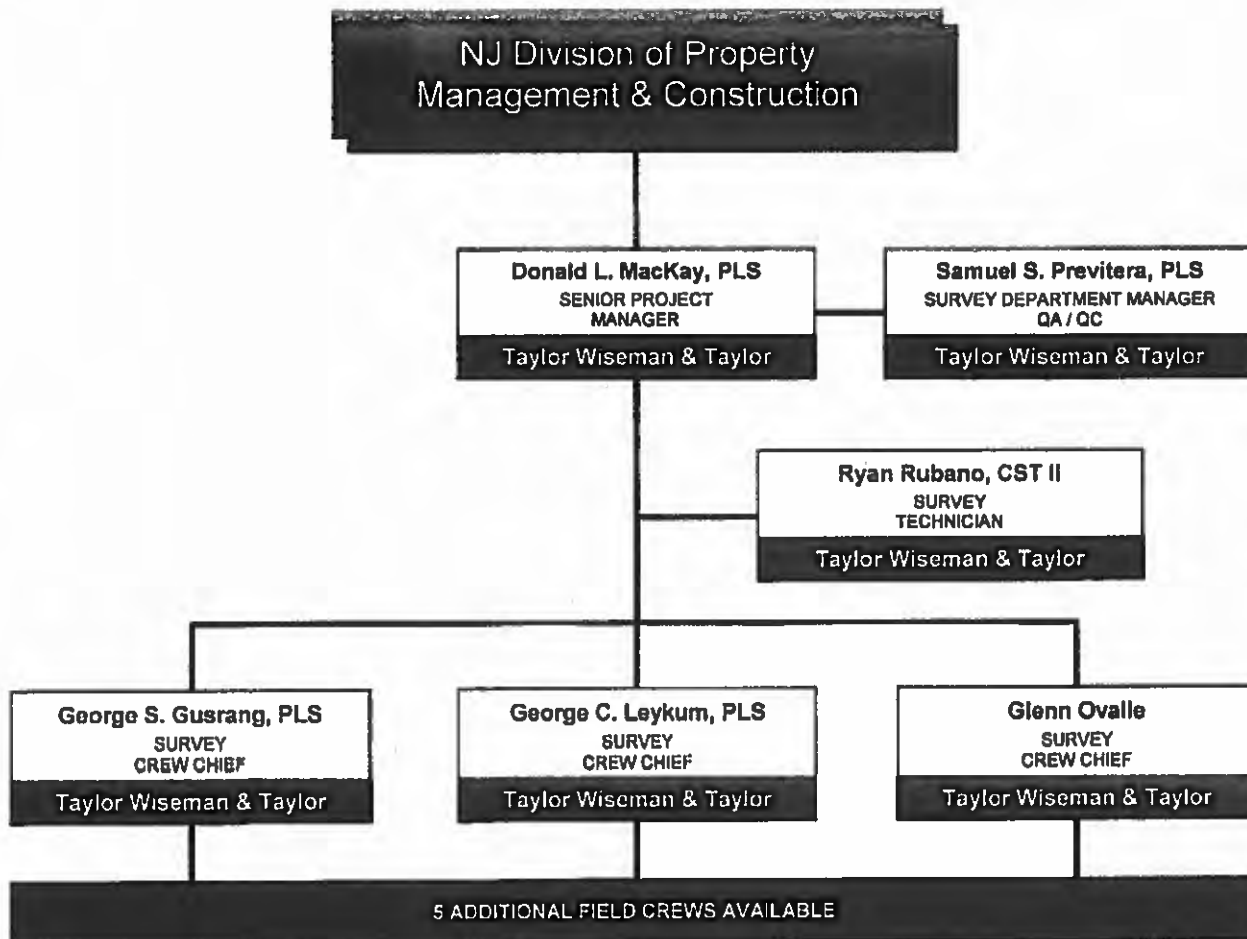 NJ Division of Property
Management & Construction
Donald L. MacKay, PLS
SENIOR PROJECT
MANAGER
Taylor Wiseman & Taylor
Samuel S. Previtera, PLS
SURVEY DEPARTMENT MANAGER
QA / QC
Taylor Wiseman & Taylor
Ryan Rubano, CST II
SURVEY
TECHNICIAN
Taylor Wiseman & Taylor
George S. Gusrang, PLS
SURVEY
CREW CHIEF
Taylor Wiseman & Taylor
George C. Leykum, PLS
SURVEY
CREW CHIEF
Taylor Wiseman & Taylor
Glenn Ovalle
SURVEY
CREW CHIEF
Taylor Wiseman & Taylor
5 ADDITIONAL FIELD CREWS AVAILABLE